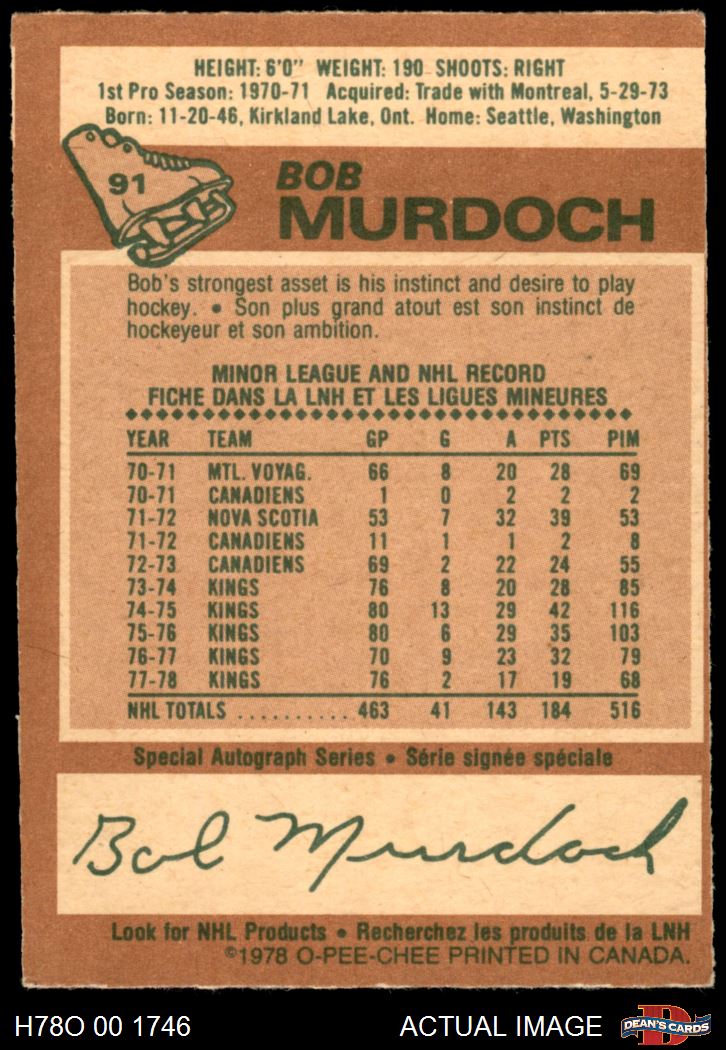 HEIGHT: 6'0" WEIGHT: 190 SHOOTS: RIGHT
1st Pro Season: 1970-71 Acquired: Trade with Montreal, 5-29-73
Born: 11-20-46, Kirkland Lake, Ont. Home: Seattle, Washington
91
BOB
MURDOCH
Bob's strongest asset is his instinct and desire to play
hockey. • Son plus grand atout est son instinct de
hockeyeur et son ambition.
MINOR LEAGUE AND NHL RECORD
FICHE DANS LA LNH ET LES LIGUES MINEURES
YEAR TEAM GP G A PTS PIM
70-71 MTL. VOYAG. 66 8 20 28 69
70-71 CANADIENS 1 0 2 2 2
71-72 NOVA SCOTIA 53 7 32 39 53
71-72 CANADIENS 11 1 1 2 8
72-73 CANADIENS 69 2 22 24 55
73-74 KINGS 76 8 20 28 85
74-75 KINGS 80 13 29 42 116
75-76 KINGS 80 6 29 35 103
76-77 KINGS 70 9 23 32 79
77-78 KINGS 76 2 17 19 68
NHL TOTALS .......... 463 41 143 184 516
Special Autograph Series • Série signée spéciale
Bob Murdoch
Look for NHL Products • Recherchez les produits de la LNH
©1978 O-PEE-CHEE PRINTED IN CANADA.
H78O 00 1746 ACTUAL IMAGE D DEAN'S CARDS